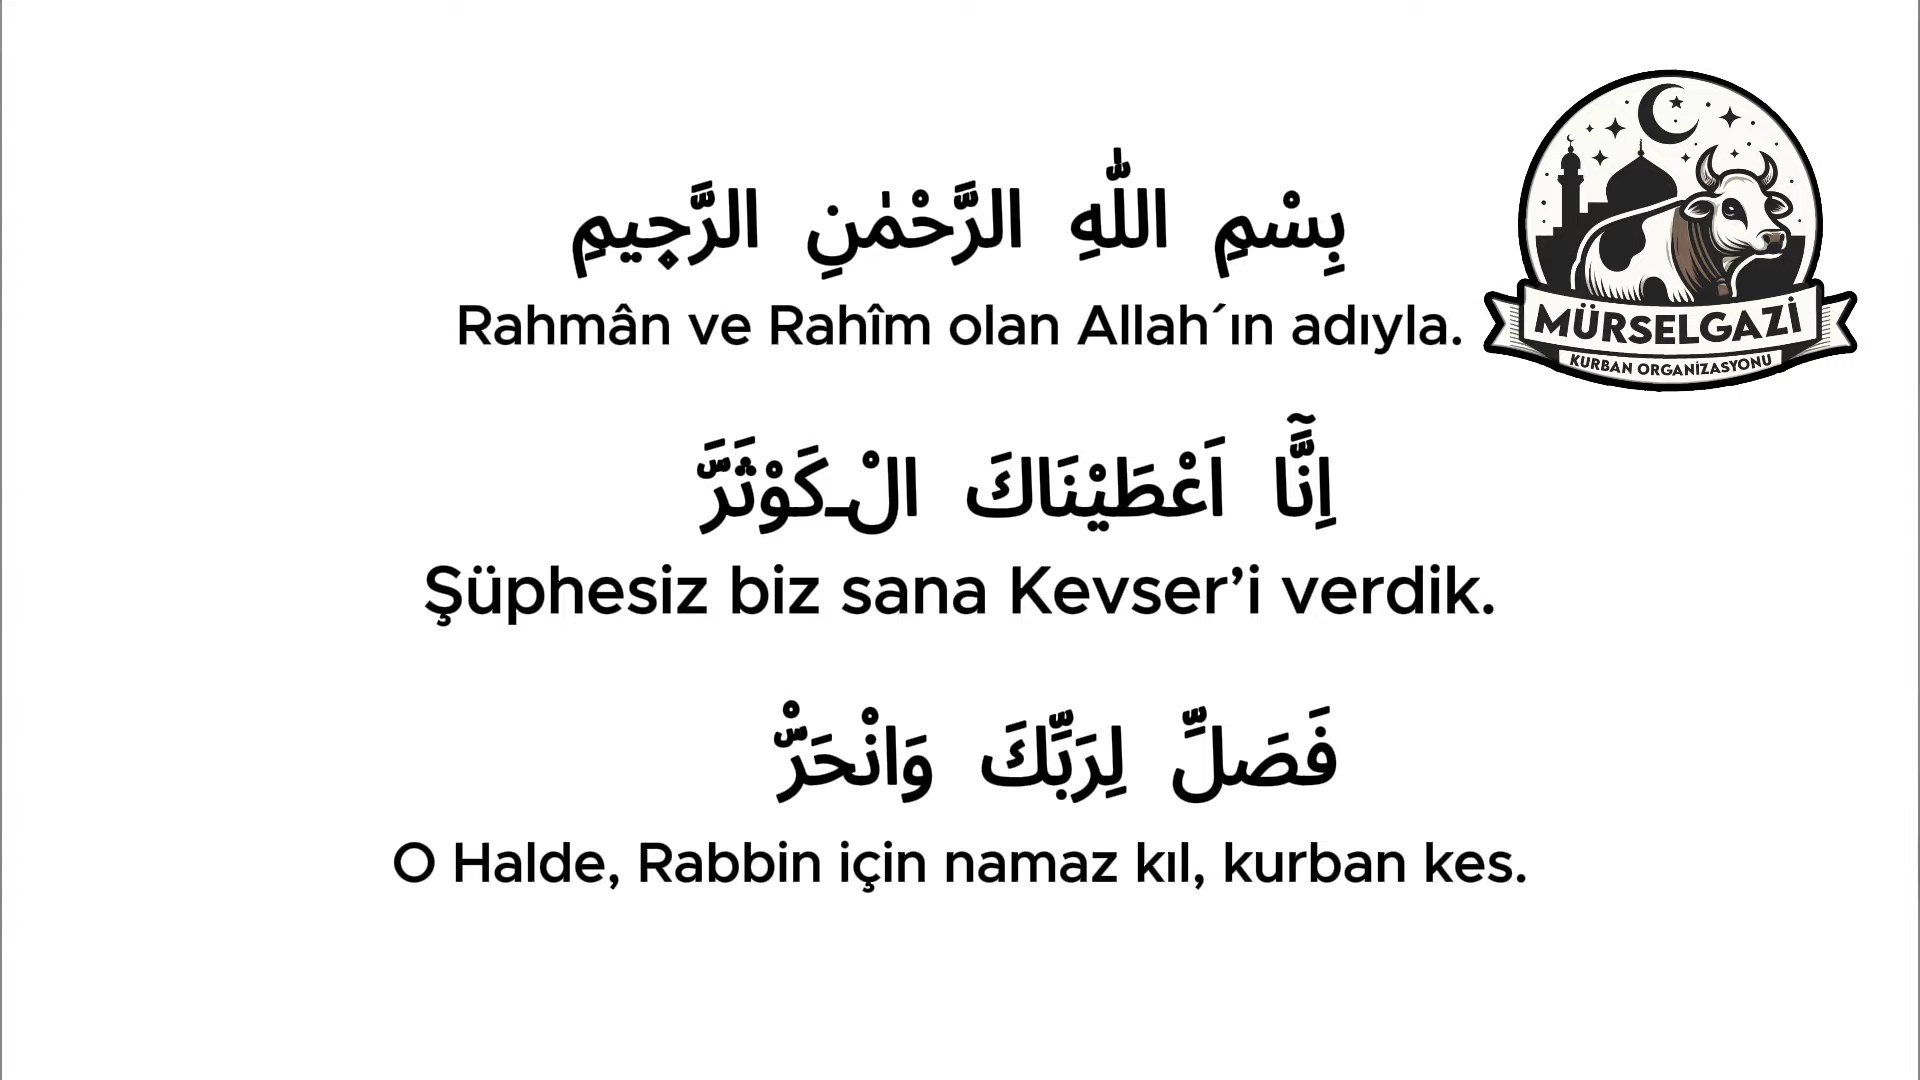 بِسْمِ اللّٰهِ الرَّحْمٰنِ الرَّح۪يمِ
Rahmân ve Rahîm olan Allah´ın adıyla.
اِنَّٓا اَعْطَيْنَاكَ الْـكَوْثَرَۜ
Şüphesiz biz sana Kevser’i verdik.
فَصَلِّ لِرَبِّكَ وَانْحَرْۜ
O Halde, Rabbin için namaz kıl, kurban kes.
MÜRSELGAZİ
KURBAN ORGANİZASYONU